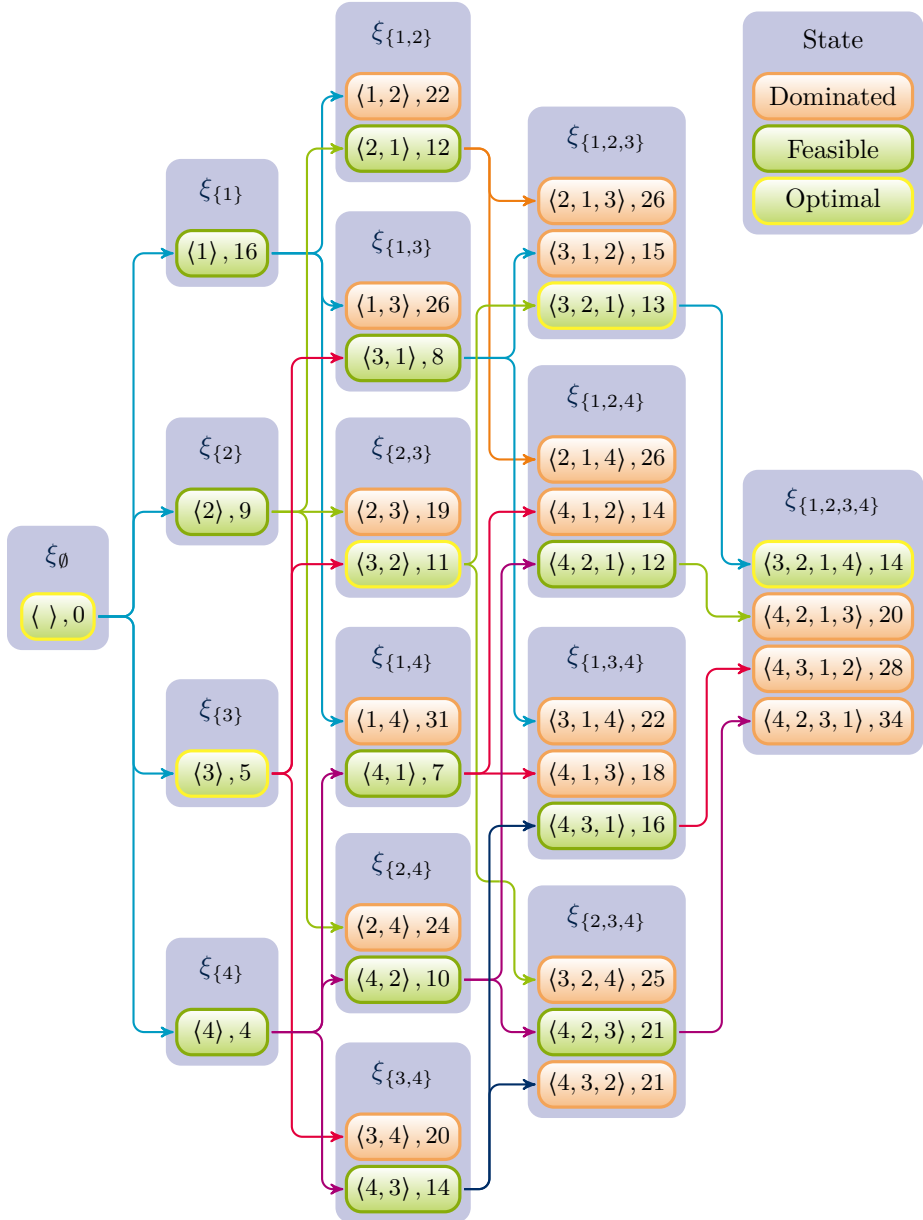 ξ∅
⟨ ⟩ , 0
ξ{1}
⟨1⟩ , 16
ξ{2}
⟨2⟩ , 9
ξ{3}
⟨3⟩ , 5
ξ{4}
⟨4⟩ , 4
ξ{1,2}
⟨1, 2⟩ , 22
⟨2, 1⟩ , 12
ξ{1,3}
⟨1, 3⟩ , 26
⟨3, 1⟩ , 8
ξ{2,3}
⟨2, 3⟩ , 19
⟨3, 2⟩ , 11
ξ{1,4}
⟨1, 4⟩ , 31
⟨4, 1⟩ , 7
ξ{2,4}
⟨2, 4⟩ , 24
⟨4, 2⟩ , 10
ξ{3,4}
⟨3, 4⟩ , 20
⟨4, 3⟩ , 14
ξ{1,2,3}
⟨2, 1, 3⟩ , 26
⟨3, 1, 2⟩ , 15
⟨3, 2, 1⟩ , 13
ξ{1,2,4}
⟨2, 1, 4⟩ , 26
⟨4, 1, 2⟩ , 14
⟨4, 2, 1⟩ , 12
ξ{1,3,4}
⟨3, 1, 4⟩ , 22
⟨4, 1, 3⟩ , 18
⟨4, 3, 1⟩ , 16
ξ{2,3,4}
⟨3, 2, 4⟩ , 25
⟨4, 2, 3⟩ , 21
⟨4, 3, 2⟩ , 21
ξ{1,2,3,4}
⟨3, 2, 1, 4⟩ , 14
⟨4, 2, 1, 3⟩ , 20
⟨4, 3, 1, 2⟩ , 28
⟨4, 2, 3, 1⟩ , 34
State
Dominated
Feasible
Optimal